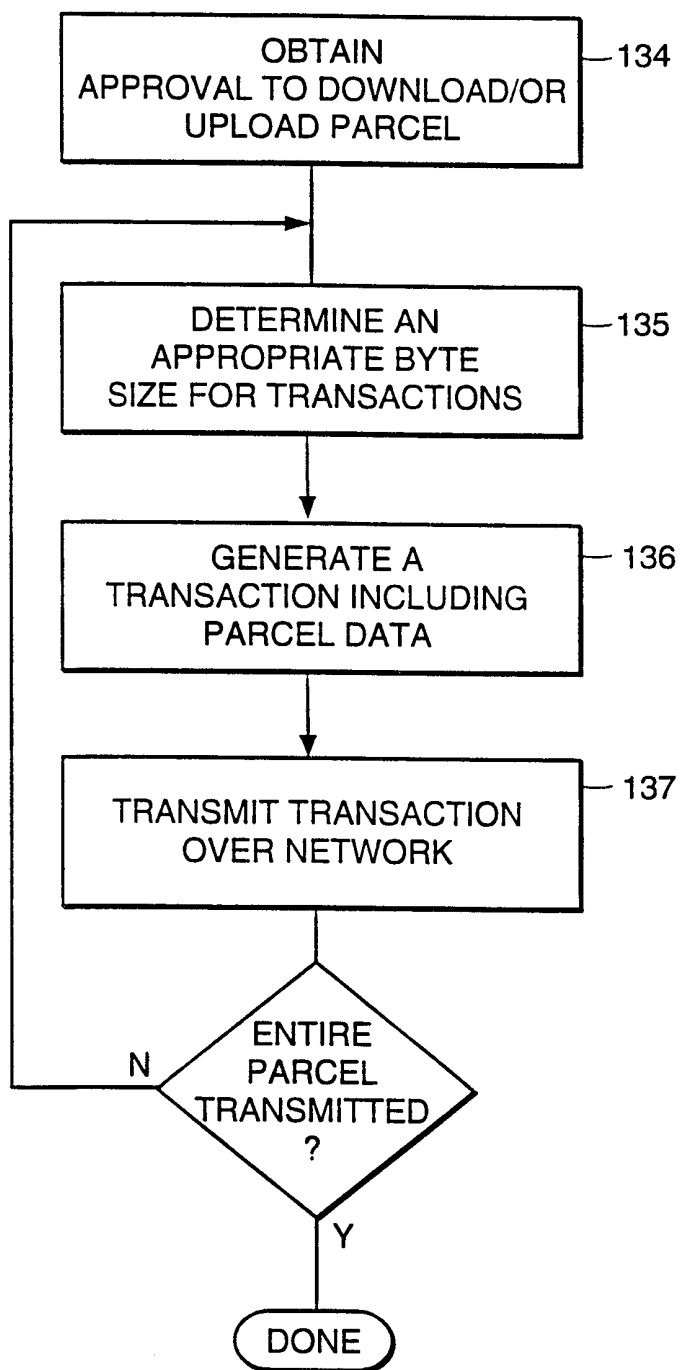 OBTAIN
APPROVAL TO DOWNLOAD/OR
UPLOAD PARCEL
134
DETERMINE AN
APPROPRIATE BYTE
SIZE FOR TRANSACTIONS
135
GENERATE A
TRANSACTION INCLUDING
PARCEL DATA
136
TRANSMIT TRANSACTION
OVER NETWORK
137
ENTIRE
PARCEL
TRANSMITTED
?
N
Y
DONE